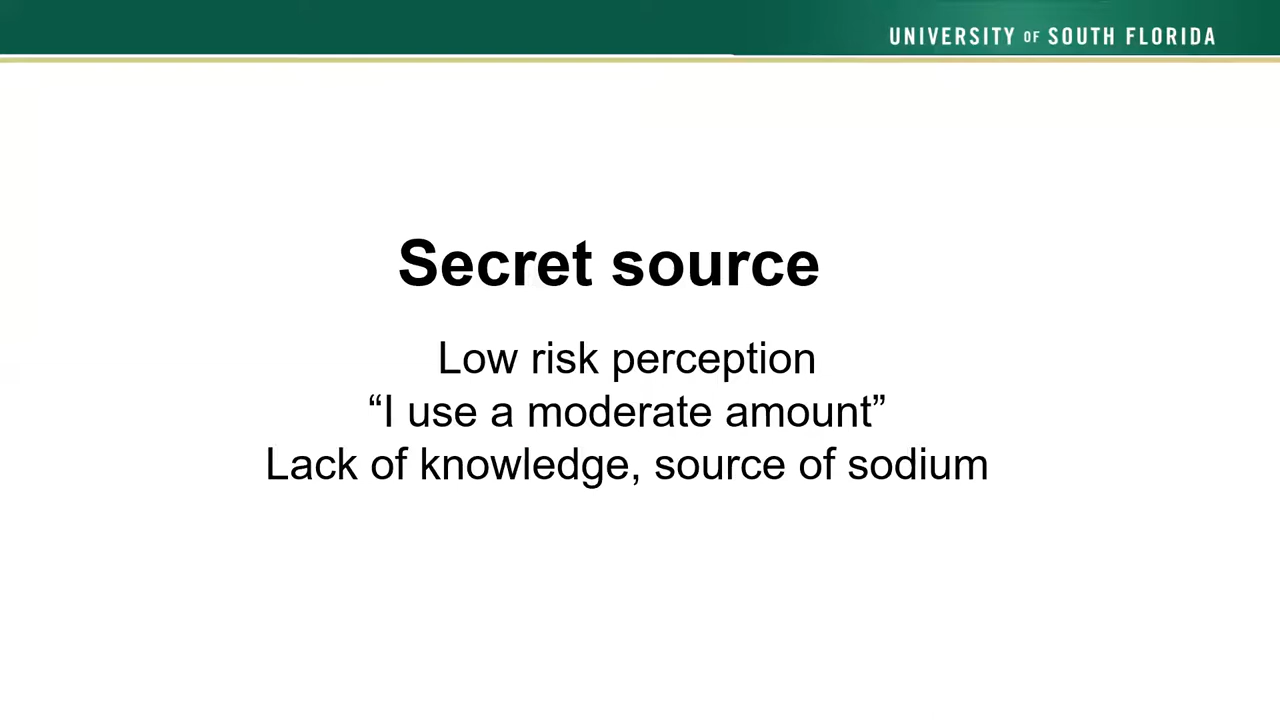 UNIVERSITY OF SOUTH FLORIDA
Secret source
Low risk perception
“I use a moderate amount”
Lack of knowledge, source of sodium